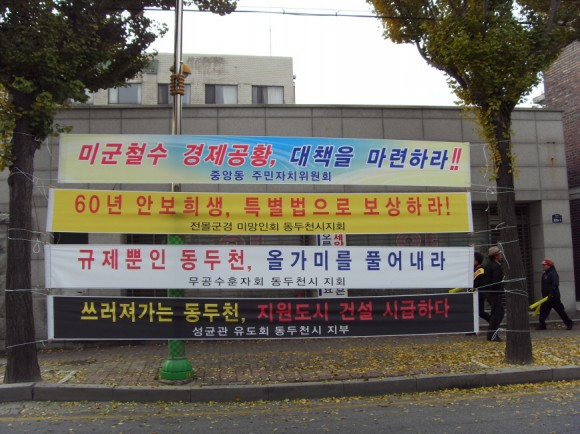 미군철수 경제공황, 대책을 마련하라!!
중앙동 주민자치위원회
60년 안보희생, 특별법으로 보상하라!
전몰군경 미망인회 동두천시지회
규제뿐인 동두천, 올가미를 풀어내라
무공수훈자회 동두천시 지회
쓰러져가는 동두천, 지원도시 건설 시급하다
성균관 유도회 동두천시 지부